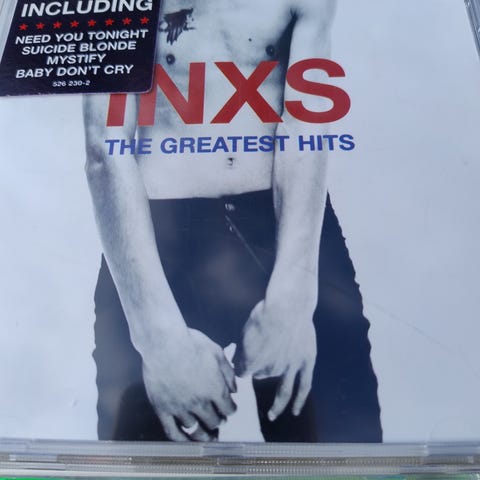 INCLUDING
NEED YOU TONIGHT
SUICIDE BLONDE
MYSTIFY
BABY DON'T CRY
526 230-2
INXS
THE GREATEST HITS